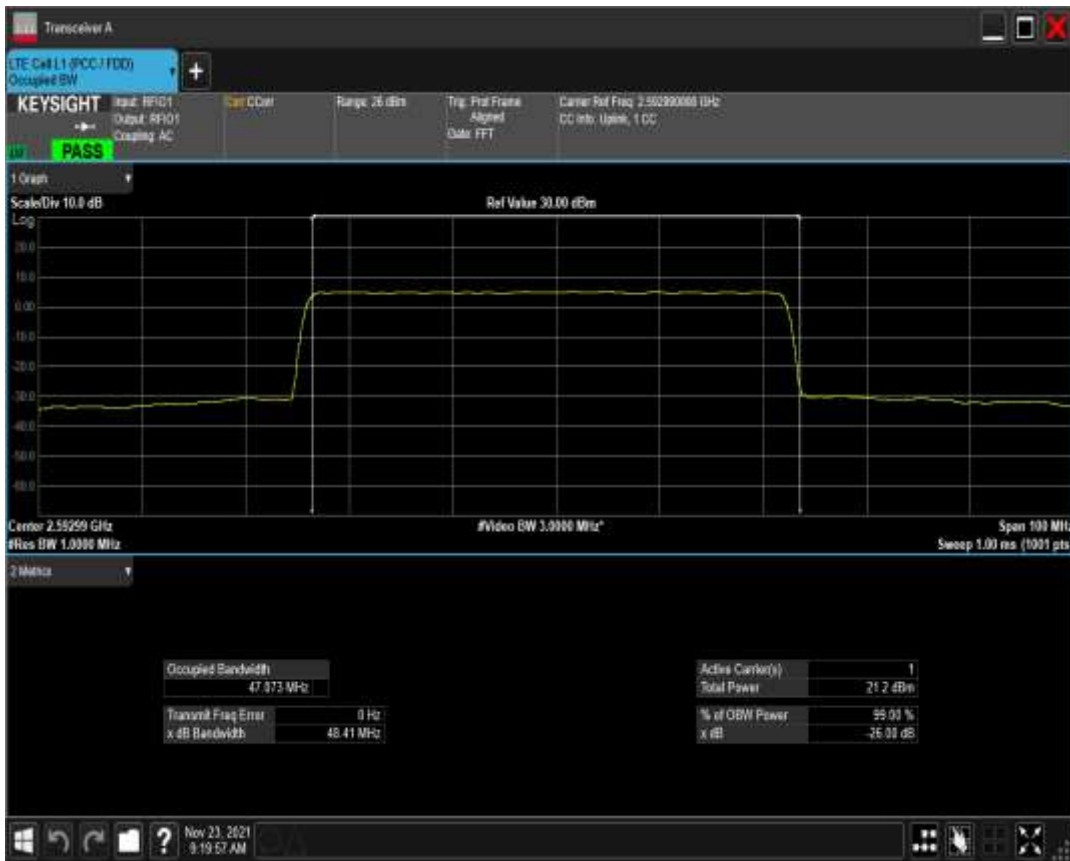 Transceiver A
LTE Cell L1 (PCC / FDD)
Occupied BW
+
KEYSIGHT
Input: RFIO1
Output: RFIO1
Coupling: AC
PASS
Corr CCorr
Range: 26 dBm
Trig: Prd Frame
Aligned
Gate: FFT
Carrier Ref Freq: 2.592990000 GHz
CC Info: Uplink, 1 CC
1 Graph
Scale/Div 10.0 dB
Ref Value 30.00 dBm
Log
20.0
10.0
0.00
-10.0
-20.0
-30.0
-40.0
-50.0
-60.0
Center 2.59299 GHz
#Video BW 3.0000 MHz*
Span 100 MHz
#Res BW 1.0000 MHz
Sweep 1.00 ms (1001 pts
2 Metrics
Occupied Bandwidth
47.073 MHz
Transmit Freq Error 0 Hz
x dB Bandwidth 48.41 MHz
Active Carrier(s) 1
Total Power 21.2 dBm
% of OBW Power 99.00 %
x dB -26.00 dB
?
Nov 23, 2021
9:19:57 AM